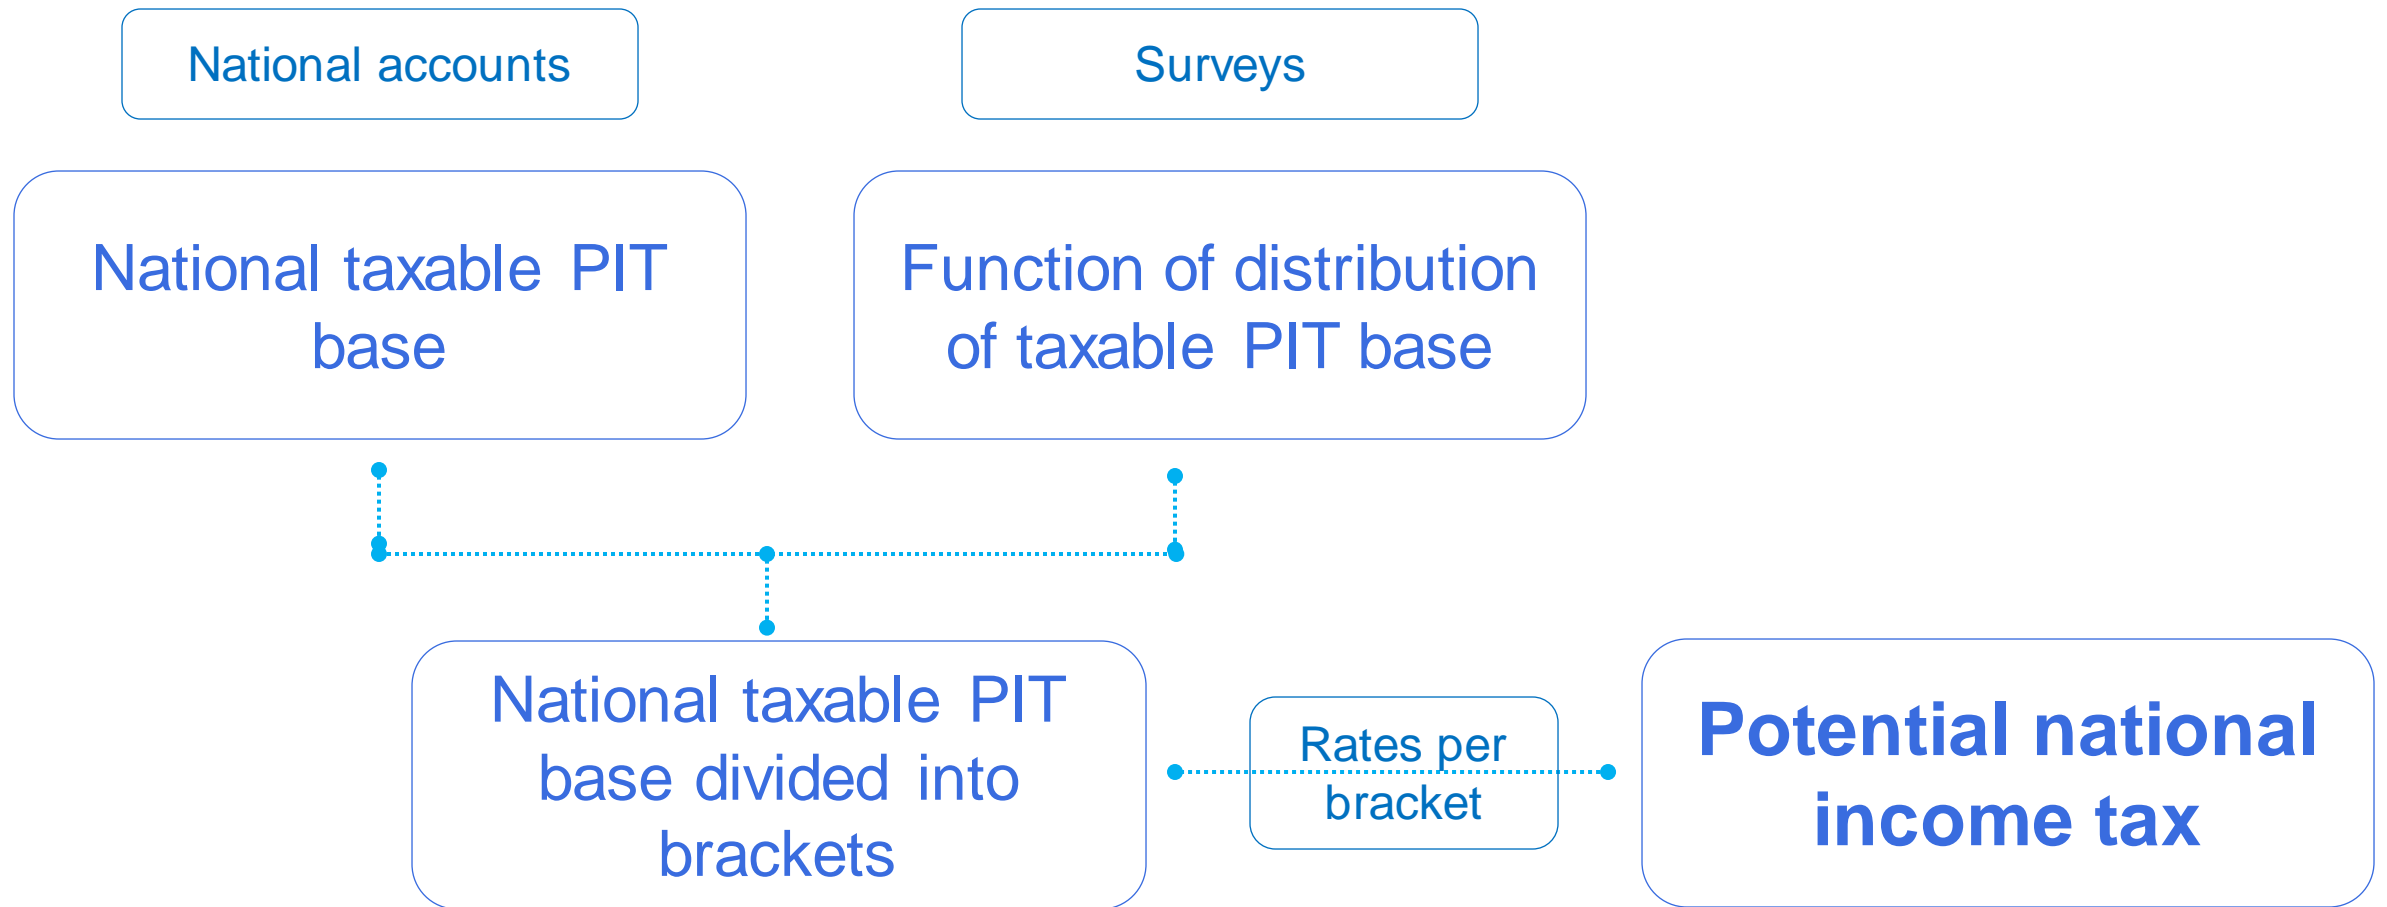 National accounts
Surveys
National taxable PIT
base
Function of distribution
of taxable PIT base
National taxable PIT
base divided into
brackets
Rates per
bracket
Potential national
income tax